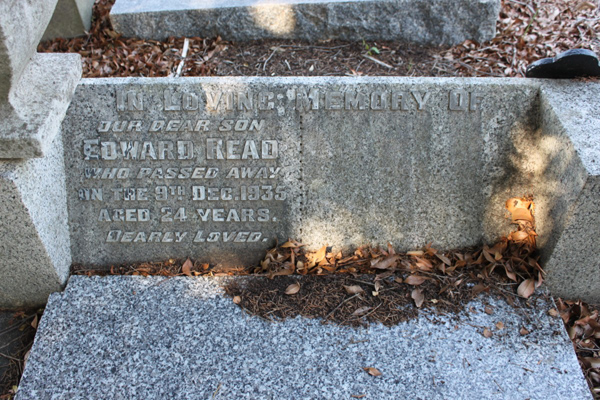 IN LOVING MEMORY OF
OUR DEAR SON
EDWARD READ
WHO PASSED AWAY
ON THE 9TH DEC. 1935
AGED 24 YEARS.
DEARLY LOVED.